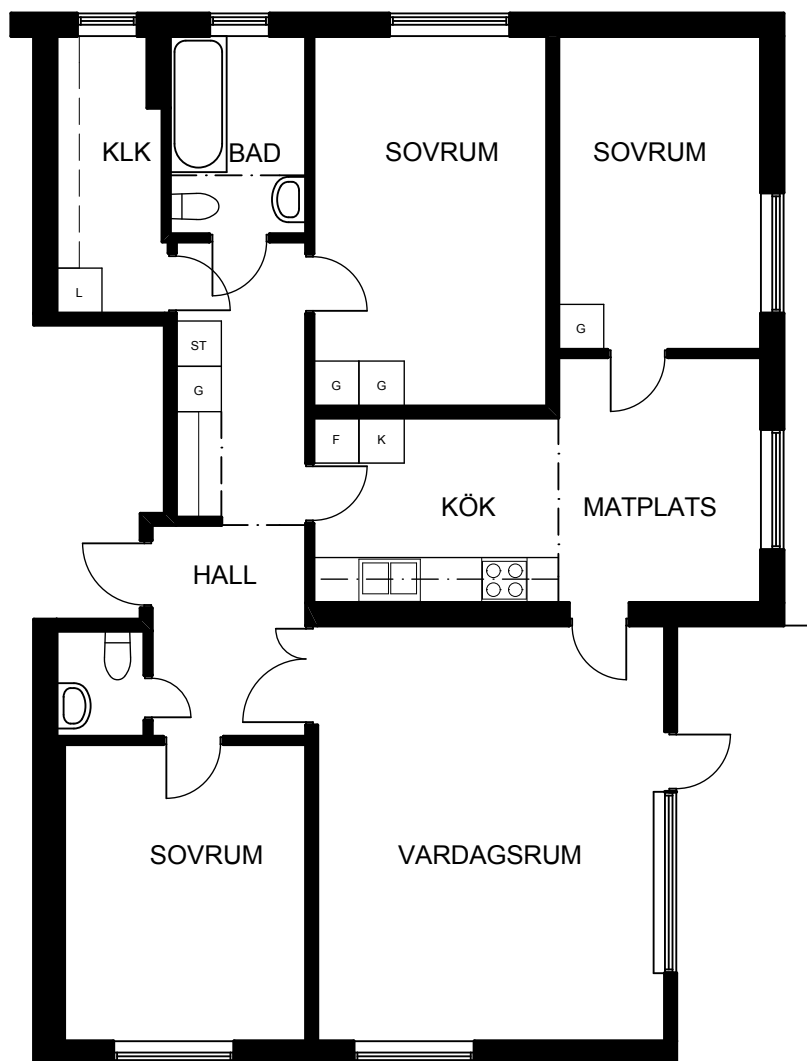 KLK
BAD
SOVRUM
SOVRUM
L
ST
G
G
G
G
F
K
KÖK
MATPLATS
HALL
SOVRUM
VARDAGSRUM